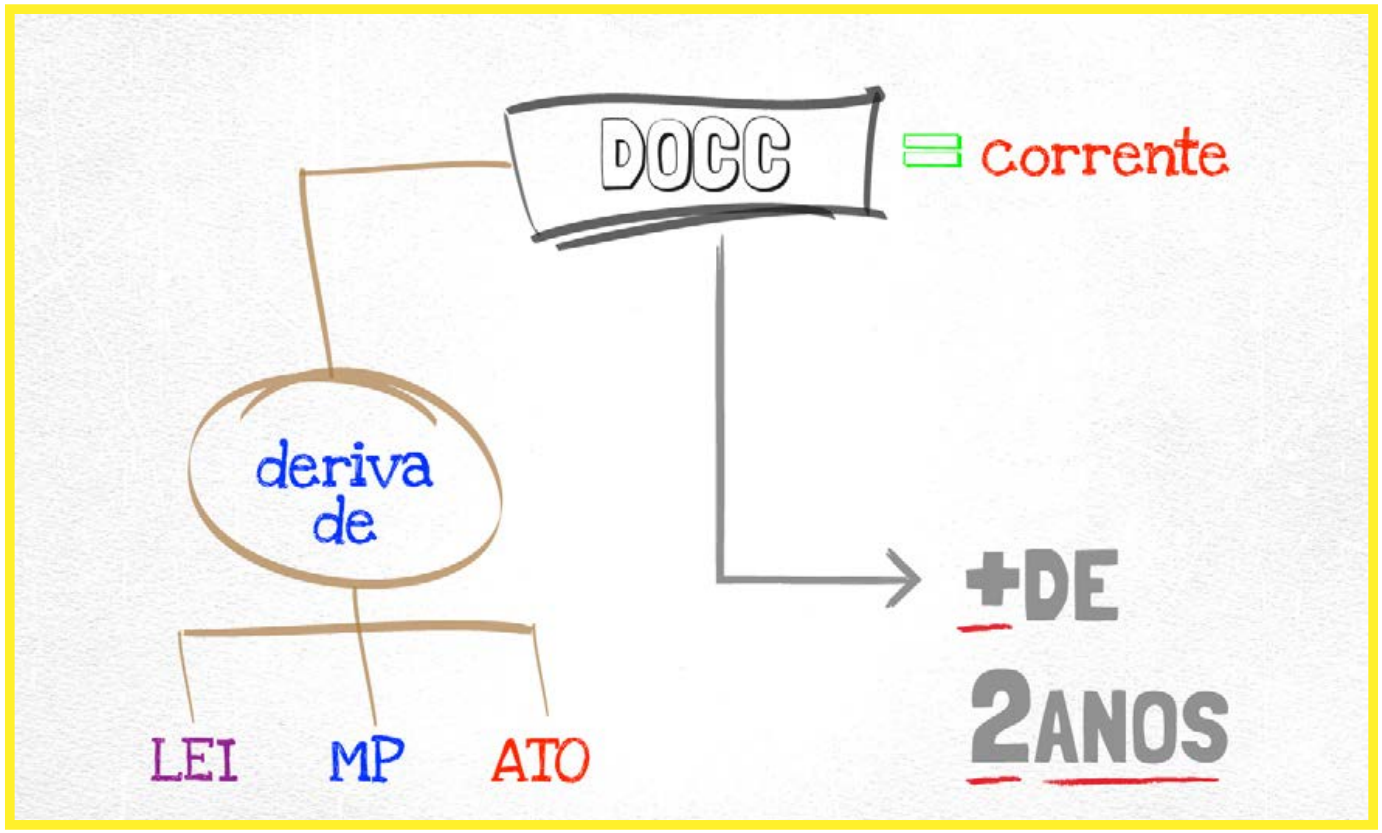 DOCC = corrente
deriva
de
LEI MP ATO
+DE
2ANOS